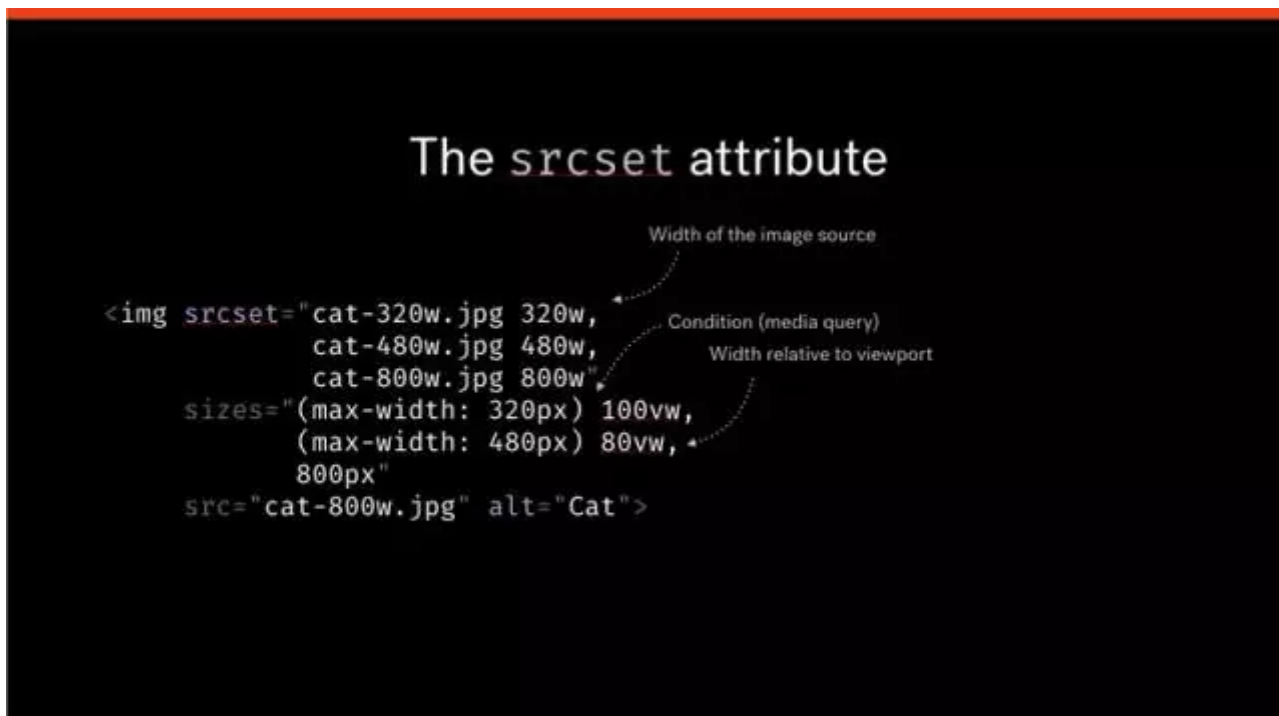 The srcset attribute
Width of the image source
<img srcset="cat-320w.jpg 320w,
Condition (media query)
cat-480w.jpg 480w,
Width relative to viewport
cat-800w.jpg 800w"
sizes="(max-width: 320px) 100vw,
(max-width: 480px) 80vw,
800px"
src="cat-800w.jpg" alt="Cat">